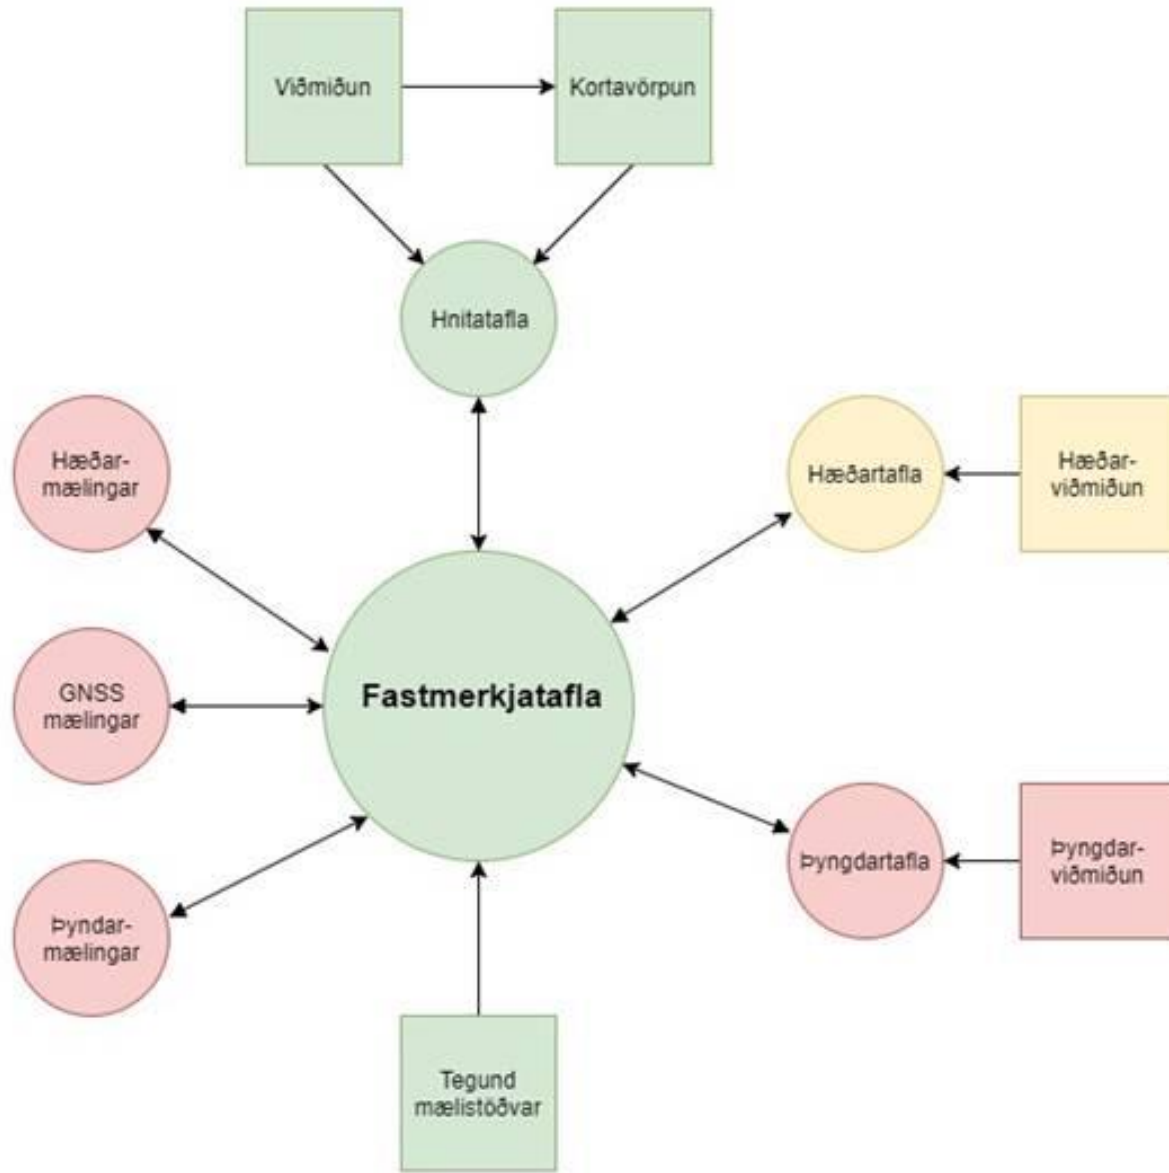 Viðmiðun
Kortavörpun
Hnitatafla
Hæðar-
mælingar
Hæðartafla
Hæðar-
viðmiðun
GNSS
mælingar
Fastmerkjatafla
Þyngdartafla
Þyngdar-
viðmiðun
Þyndar-
mælingar
Tegund
mælistöðvar